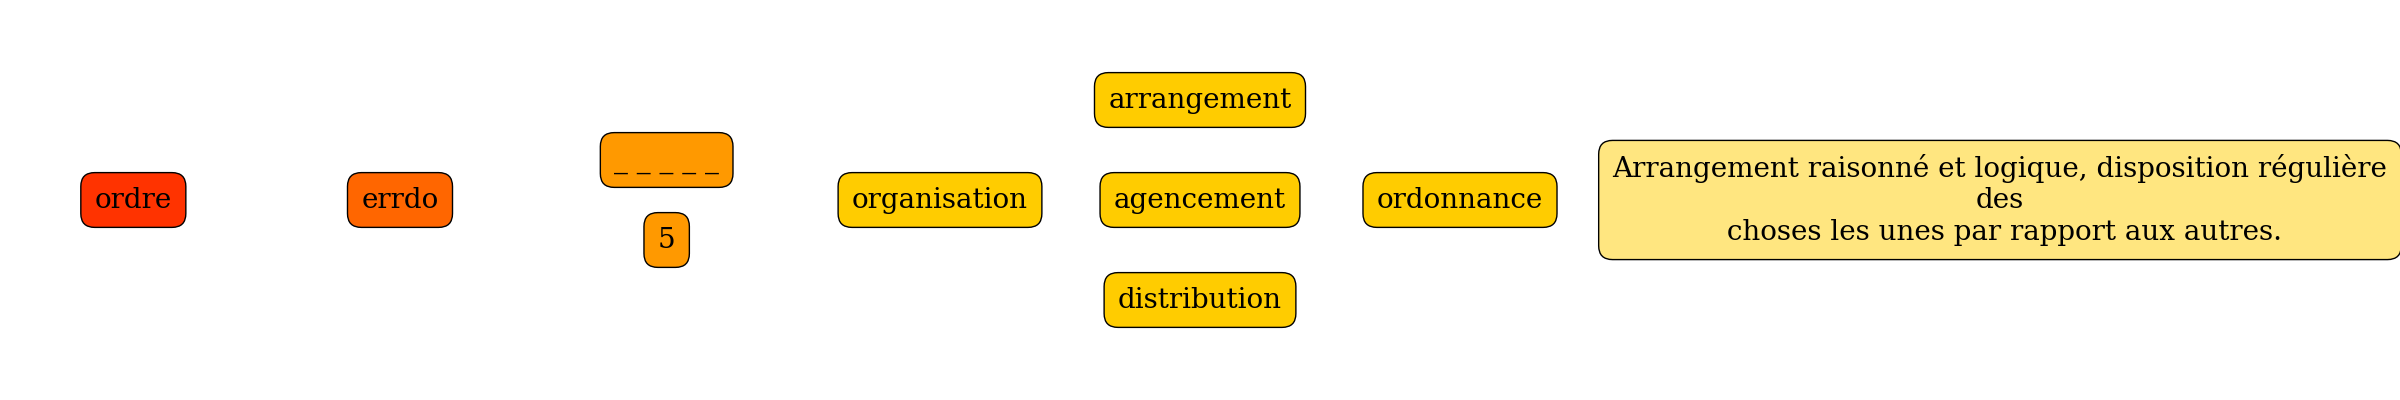 ordre
errdo
_ _ _ _ _
5
organisation
arrangement
agencement
distribution
ordonnance
Arrangement raisonné et logique, disposition régulière
des
choses les unes par rapport aux autres.